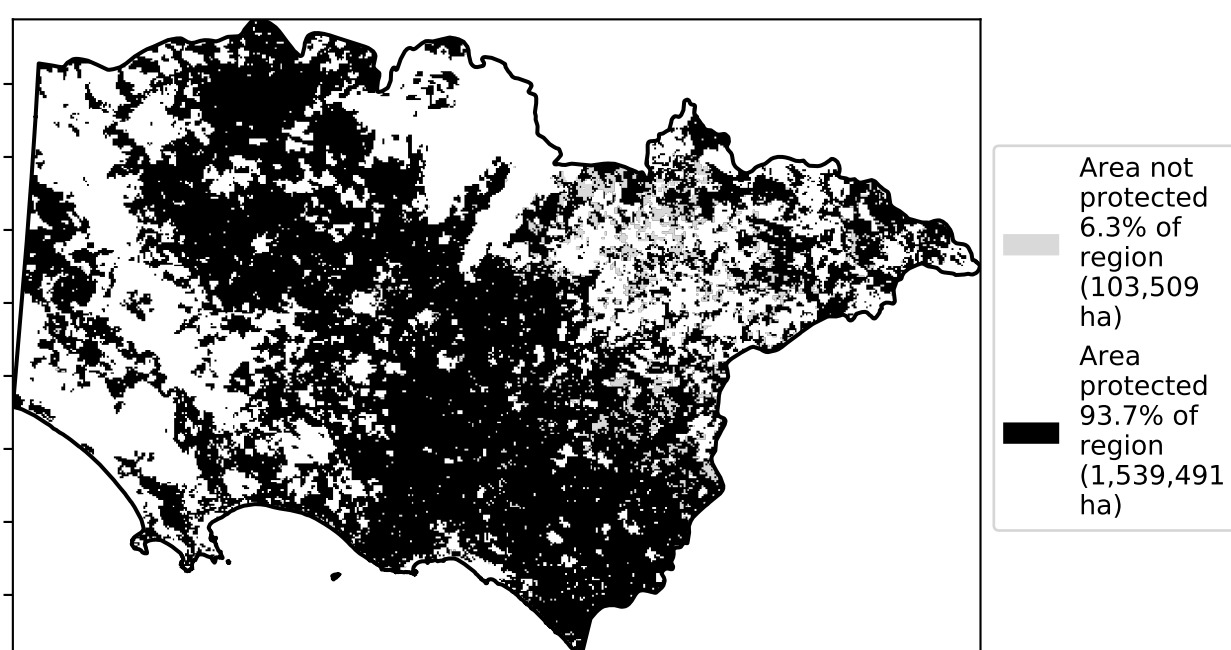 Area not
protected
6.3% of
region
(103,509
ha)
Area
protected
93.7% of
region
(1,539,491
ha)